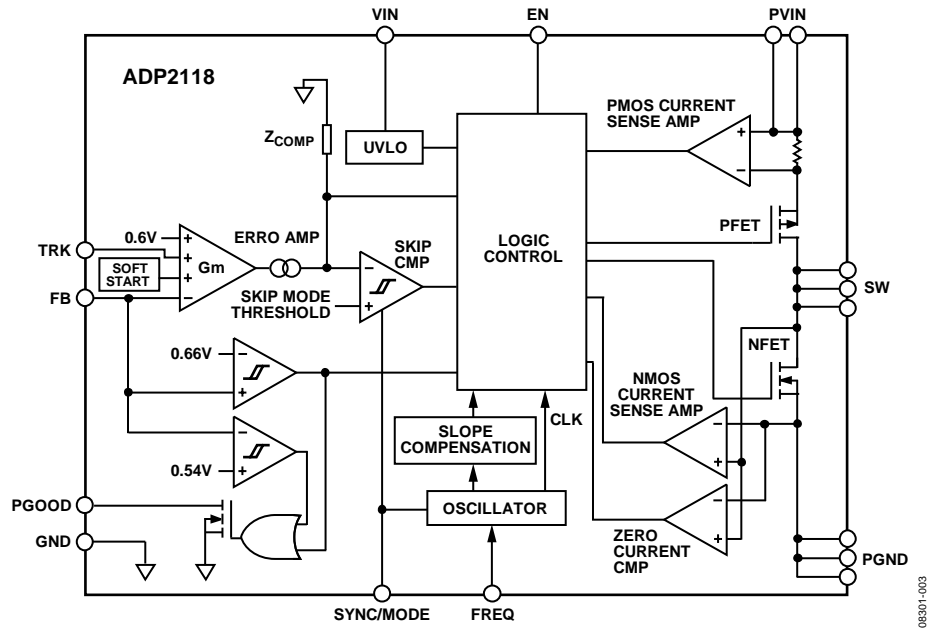 VIN
EN
PVIN
ADP2118
PMOS CURRENT
SENSE AMP
+
−
ZCOMP
UVLO
PFET
0.6V
+
TRK
+
Gm
ERRO AMP
SKIP
CMP
LOGIC
CONTROL
SOFT
START
+
FB
−
−
SKIP MODE
THRESHOLD
+
SW
NFET
0.66V
−
+
NMOS
CURRENT
SENSE AMP
−
+
−
0.54V
+
SLOPE
COMPENSATION
CLK
PGOOD
OSCILLATOR
ZERO
CURRENT
CMP
−
+
GND
PGND
SYNC/MODE
FREQ
08301-003